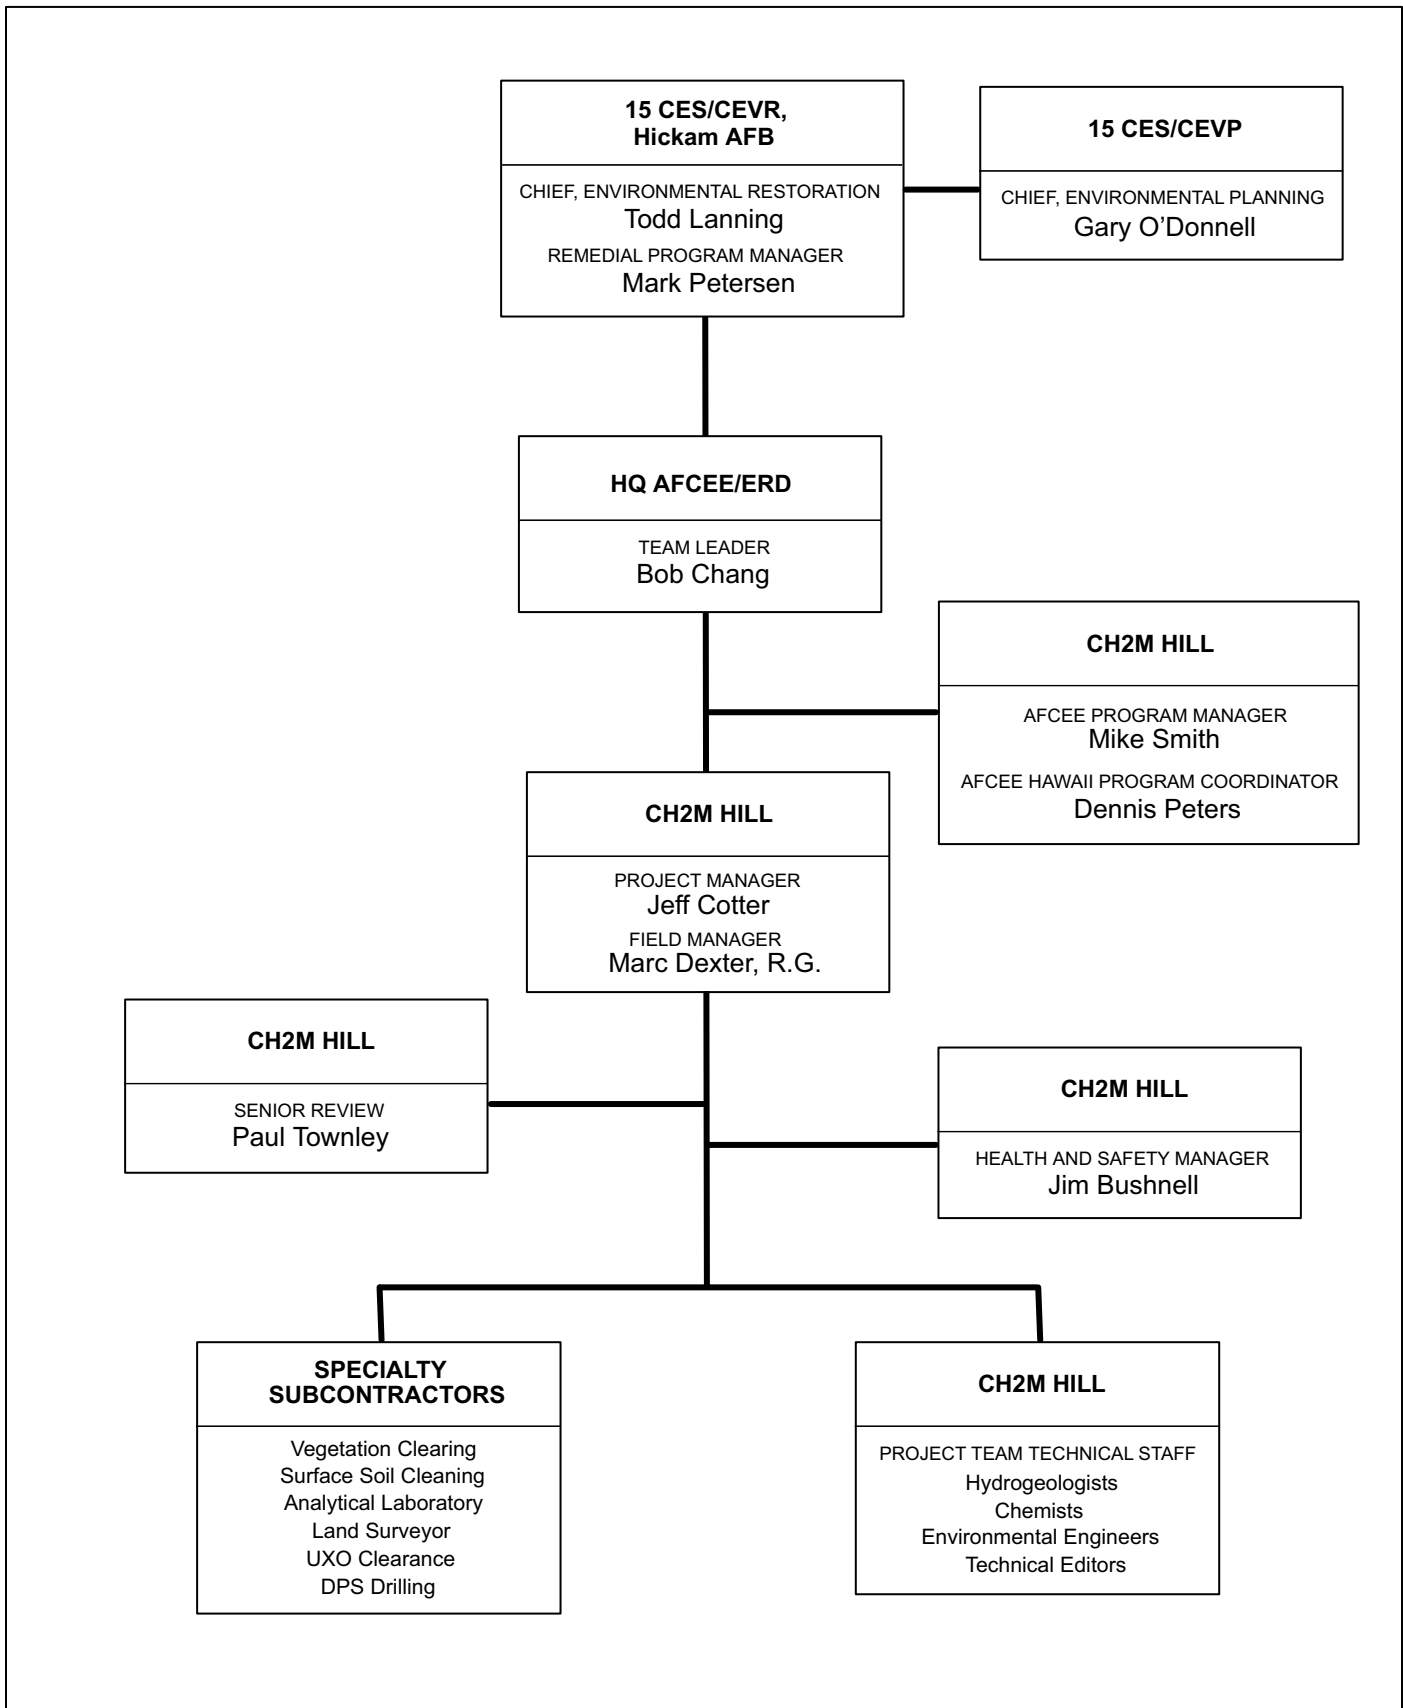 15 CES/CEVR,
Hickam AFB
CHIEF, ENVIRONMENTAL RESTORATION
Todd Lanning
REMEDIAL PROGRAM MANAGER
Mark Petersen
15 CES/CEVP
CHIEF, ENVIRONMENTAL PLANNING
Gary O’Donnell
HQ AFCEE/ERD
TEAM LEADER
Bob Chang
CH2M HILL
AFCEE PROGRAM MANAGER
Mike Smith
AFCEE HAWAII PROGRAM COORDINATOR
Dennis Peters
CH2M HILL
PROJECT MANAGER
Jeff Cotter
FIELD MANAGER
Marc Dexter, R.G.
CH2M HILL
SENIOR REVIEW
Paul Townley
CH2M HILL
HEALTH AND SAFETY MANAGER
Jim Bushnell
SPECIALTY
SUBCONTRACTORS
Vegetation Clearing
Surface Soil Cleaning
Analytical Laboratory
Land Surveyor
UXO Clearance
DPS Drilling
CH2M HILL
PROJECT TEAM TECHNICAL STAFF
Hydrogeologists
Chemists
Environmental Engineers
Technical Editors